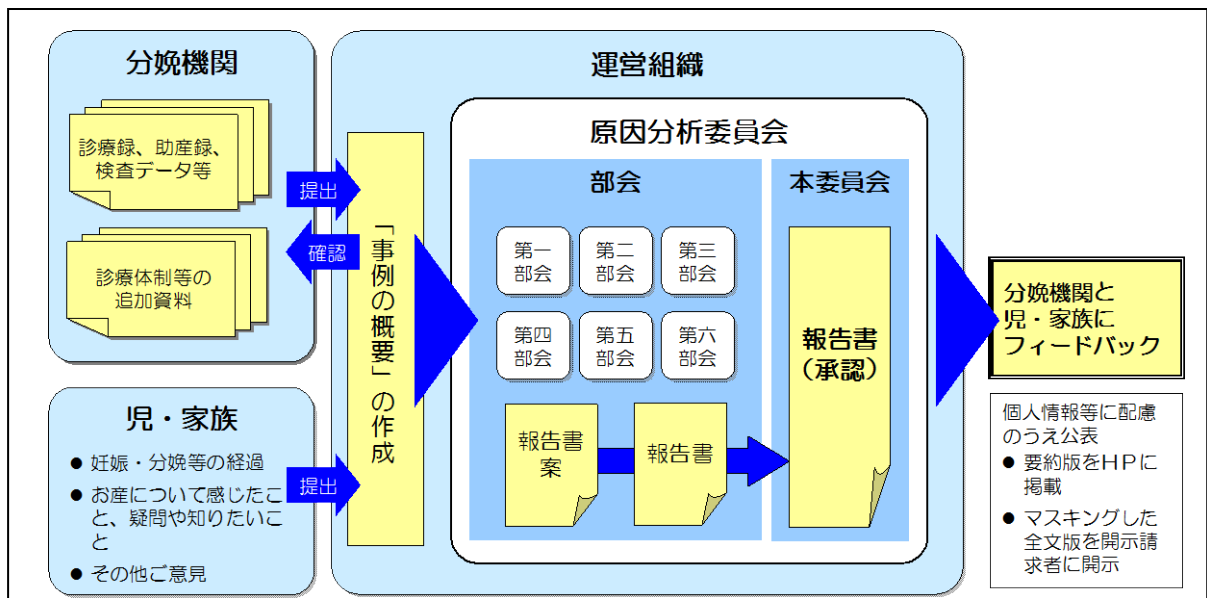 分娩機関
診療録、助産録、
検査データ等
提出
確認
診療体制等の
追加資料
児・家族
● 妊娠・分娩等の経過
● お産について感じたこ
と、疑問や知りたいこ
と
● その他ご意見
提出
運営組織
「事例の概要」の作成
原因分析委員会
部会
第一
部会
第二
部会
第三
部会
第四
部会
第五
部会
第六
部会
報告書
案
報告書
本委員会
報告書
（承認）
分娩機関と
児・家族に
フィードバック
個人情報等に配慮
のうえ公表
● 要約版をＨＰに
掲載
● マスキングした
全文版を開示請
求者に開示